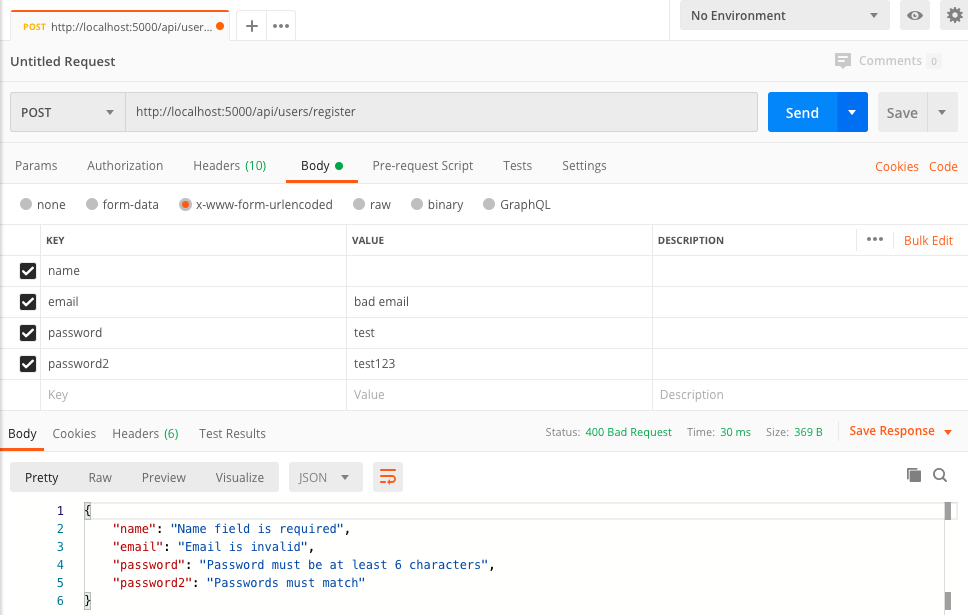 POST http://localhost:5000/api/user...
No Environment
Untitled Request
Comments 0
POST http://localhost:5000/api/users/register Send Save
Params Authorization Headers (10) Body Pre-request Script Tests Settings Cookies Code
none form-data x-www-form-urlencoded raw binary GraphQL
KEY VALUE DESCRIPTION ••• Bulk Edit
name
email bad email
password test
password2 test123
Key Value Description
Body Cookies Headers (6) Test Results Status: 400 Bad Request Time: 30 ms Size: 369 B Save Response
Pretty Raw Preview Visualize JSON
1 {
2 "name": "Name field is required",
3 "email": "Email is invalid",
4 "password": "Password must be at least 6 characters",
5 "password2": "Passwords must match"
6 }